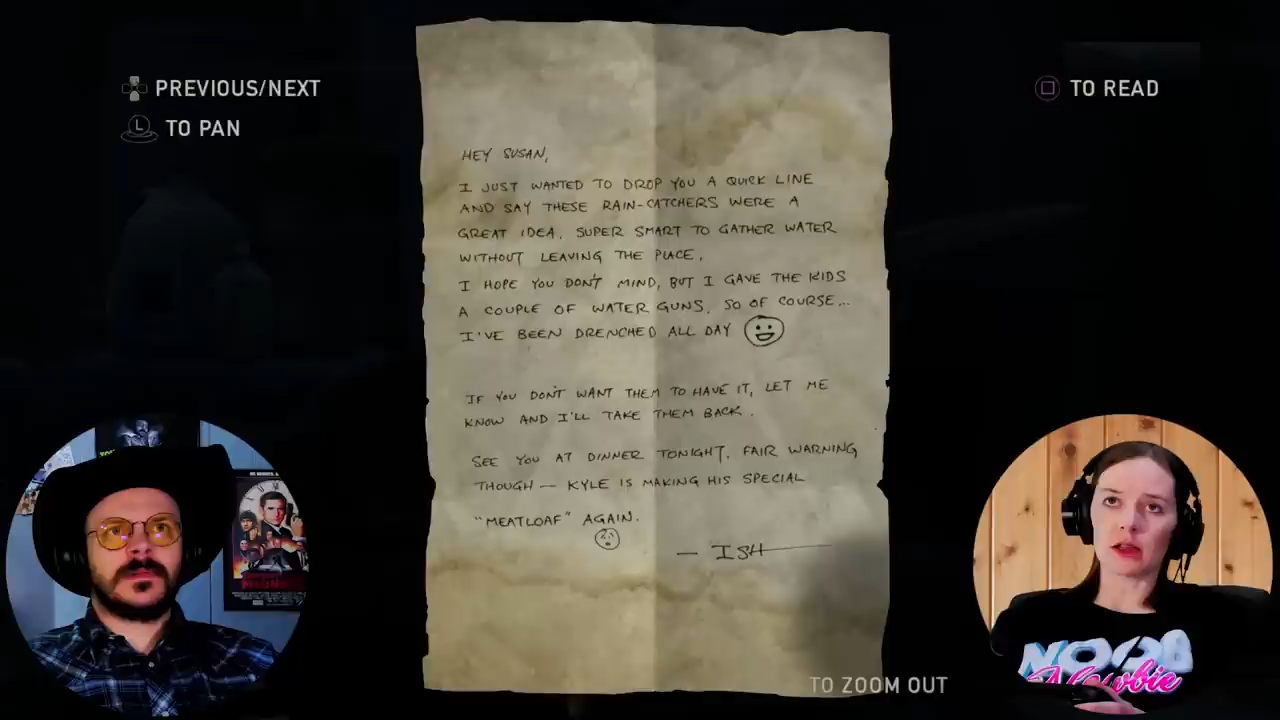 PREVIOUS/NEXT
TO PAN
TO READ
HEY SUSAN,
I JUST WANTED TO DROP YOU A QUICK LINE
AND SAY THESE RAIN-CATCHERS WERE A
GREAT IDEA, SUPER SMART TO GATHER WATER
WITHOUT LEAVING THE PLACE.
I HOPE YOU DON'T MIND, BUT I GAVE THE KIDS
A COUPLE OF WATER GUNS, SO OF COURSE...
I'VE BEEN DRENCHED ALL DAY
IF YOU DON'T WANT THEM TO HAVE IT, LET ME
KNOW AND I'LL TAKE THEM BACK.
SEE YOU AT DINNER TONIGHT, FAIR WARNING
THOUGH — KYLE IS MAKING HIS SPECIAL
"MEATLOAF" AGAIN.
— ISH
TO ZOOM OUT
L
NOOB
Newbie